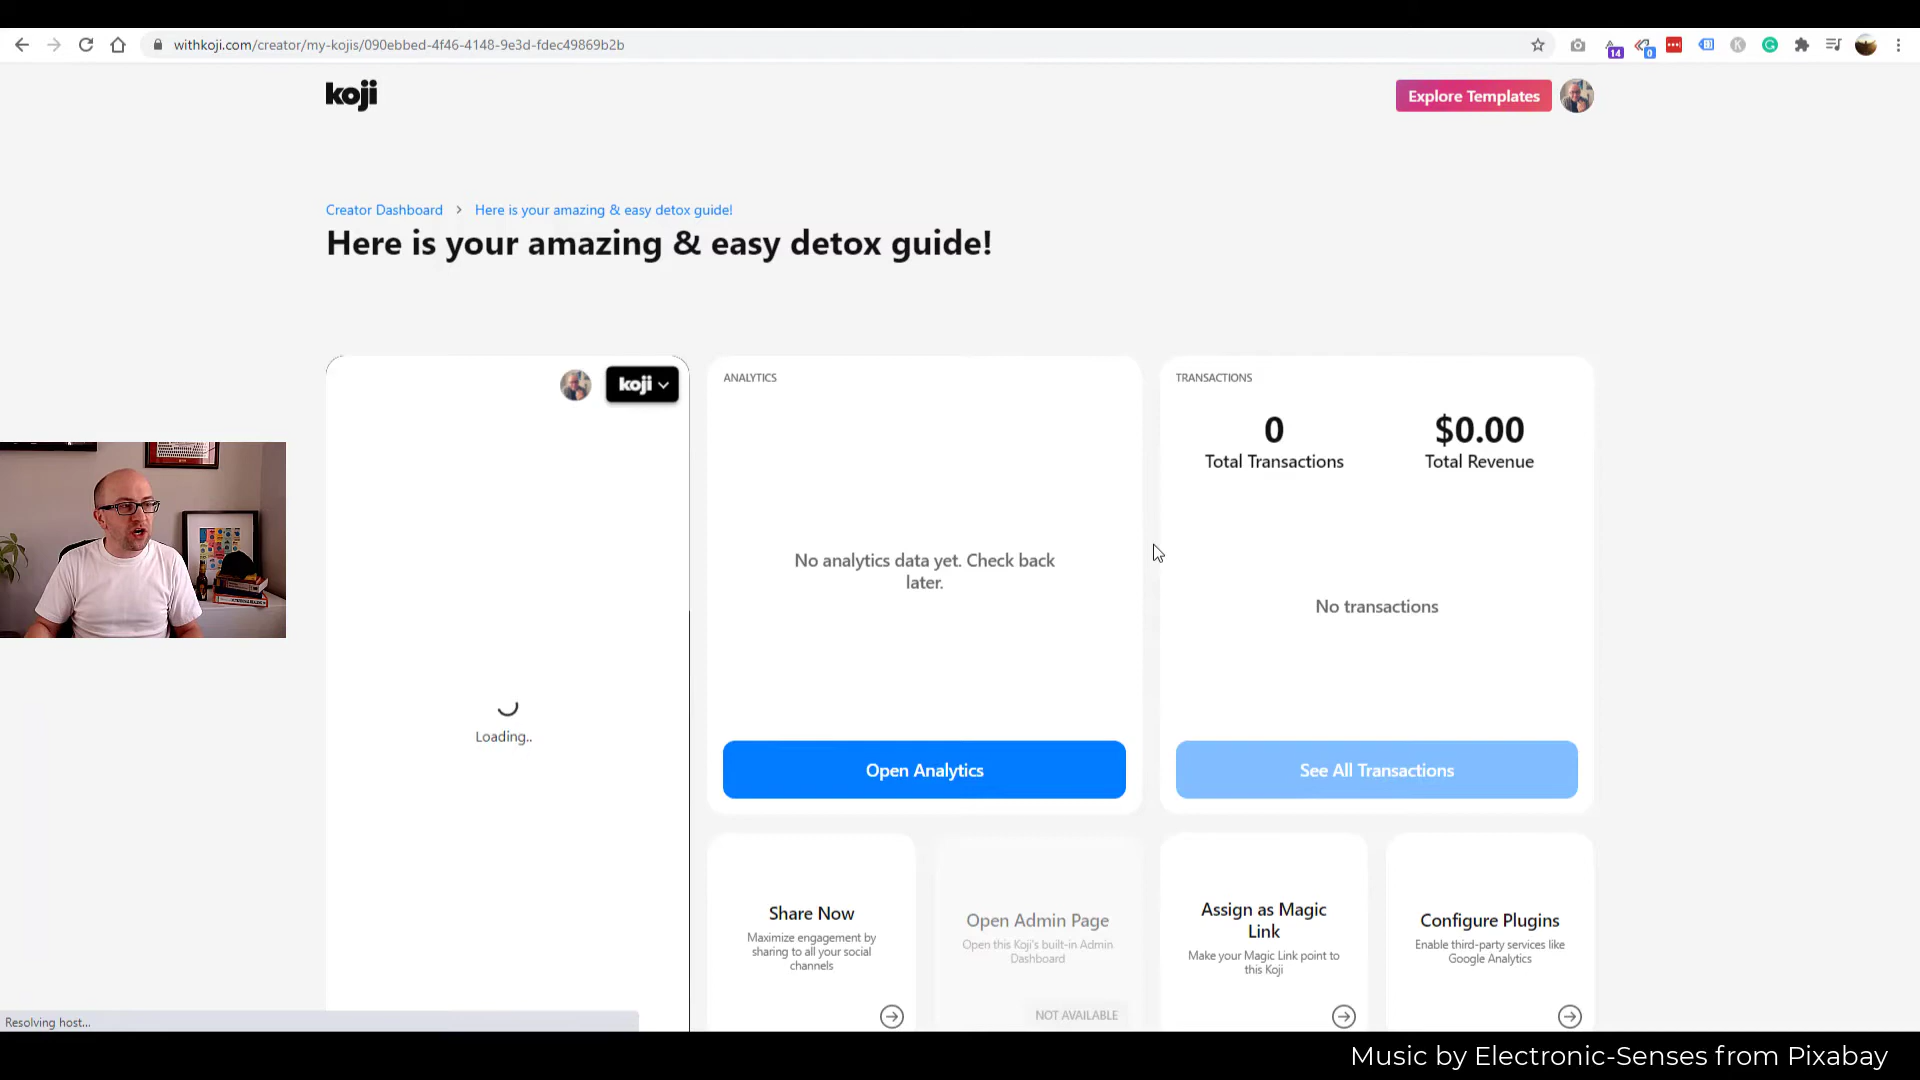 withkoji.com/creator/my-kojis/090ebbed-4f46-4148-9e3d-fdec49869b2b
14
0
koji
Explore Templates
Creator Dashboard > Here is your amazing & easy detox guide!
Here is your amazing & easy detox guide!
koji
ANALYTICS
TRANSACTIONS
0
$0.00
Total Transactions
Total Revenue
No analytics data yet. Check back
later.
No transactions
Loading..
Open Analytics
See All Transactions
Share Now
Maximize engagement by
sharing to all your social
channels
Open Admin Page
Open this Koji's built-in Admin
Dashboard
NOT AVAILABLE
Assign as Magic
Link
Make your Magic Link point to
this Koji
Configure Plugins
Enable third-party services like
Google Analytics
Resolving host...
Music by Electronic-Senses from Pixabay